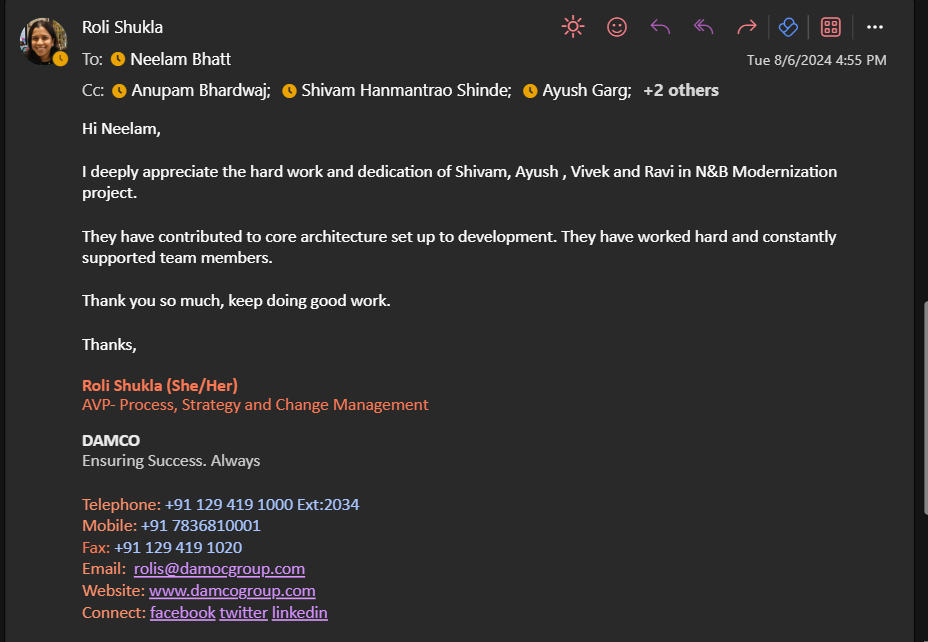 Roli Shukla
To: Neelam Bhatt
Tue 8/6/2024 4:55 PM
Cc: Anupam Bhardwaj; Shivam Hanmantrao Shinde; Ayush Garg; +2 others
Hi Neelam,
I deeply appreciate the hard work and dedication of Shivam, Ayush , Vivek and Ravi in N&B Modernization
project.
They have contributed to core architecture set up to development. They have worked hard and constantly
supported team members.
Thank you so much, keep doing good work.
Thanks,
Roli Shukla (She/Her)
AVP- Process, Strategy and Change Management
DAMCO
Ensuring Success. Always
Telephone: +91 129 419 1000 Ext:2034
Mobile: +91 7836810001
Fax: +91 129 419 1020
Email: rolis@damocgroup.com
Website: www.damcogroup.com
Connect: facebook twitter linkedin